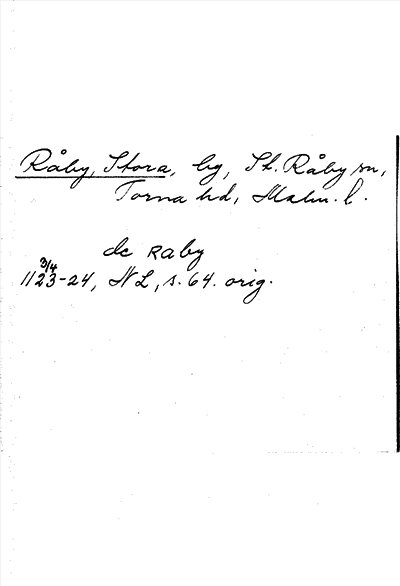 Råby, Stora, by, St. Råby sn,
Torna hd, Malm. l.
de Raby
3/4
1123-24, NL, s. 64. orig.